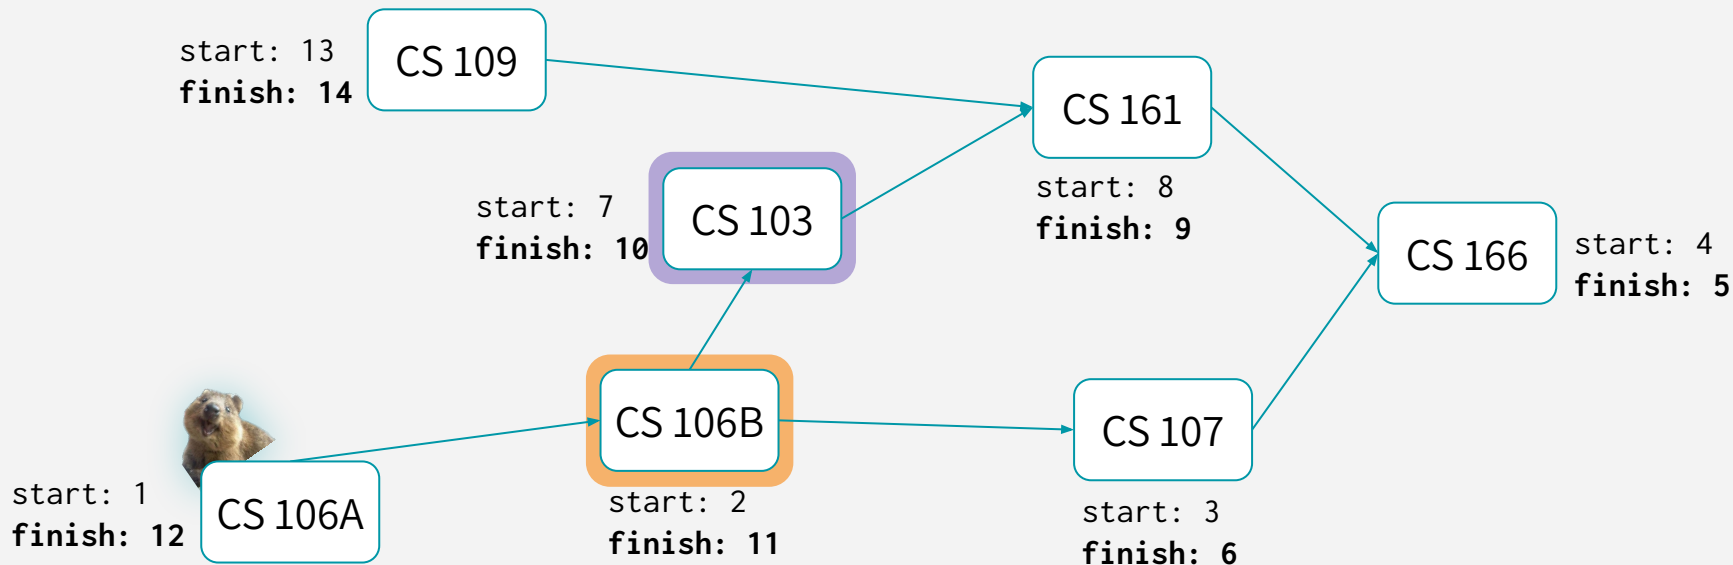 start: 13
finish: 14
CS 109
CS 161
start: 8
finish: 9
start: 7
finish: 10
CS 103
CS 166
start: 4
finish: 5
CS 106B
start: 2
finish: 11
CS 107
start: 3
finish: 6
start: 1
finish: 12
CS 106A